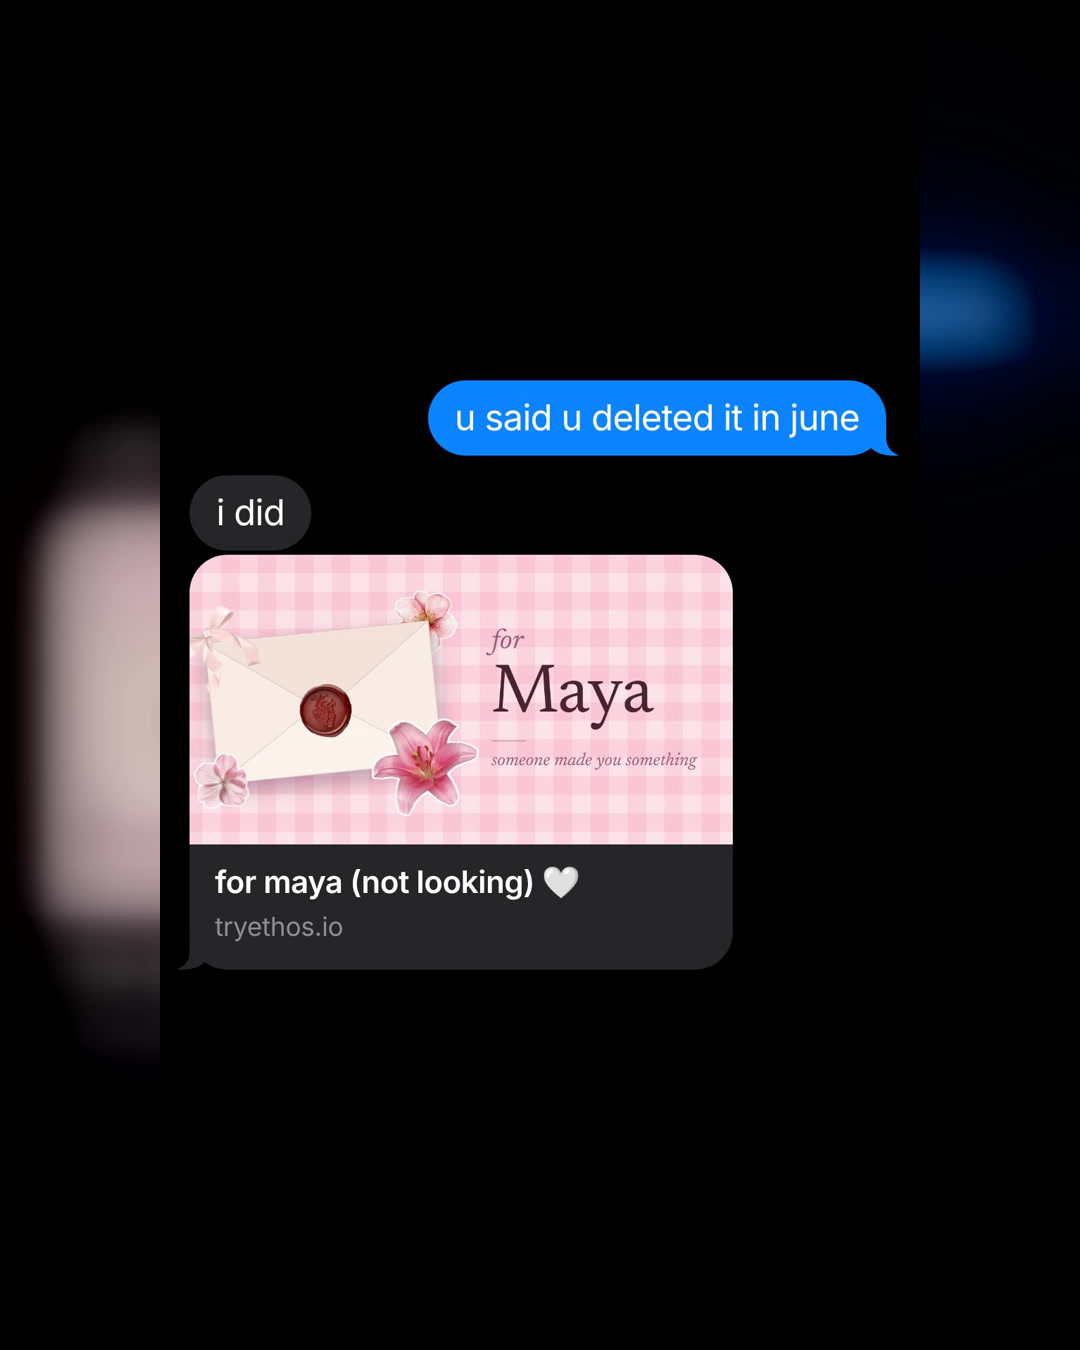 u said u deleted it in june
i did
for
Maya
someone made you something
for maya (not looking) 🤍
tryethos.io